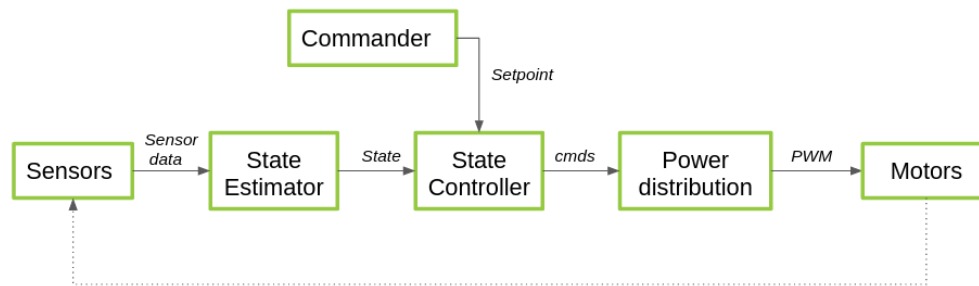 Commander
Setpoint
Sensor
data
State
cmds
PWM
Sensors
State
Estimator
State
Controller
Power
distribution
Motors